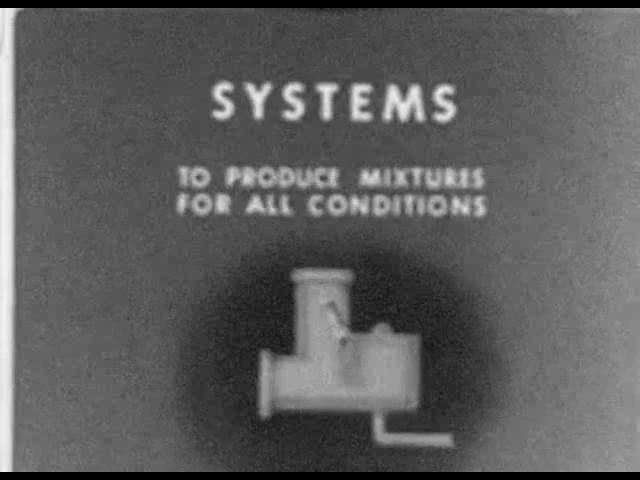 SYSTEMS
TO PRODUCE MIXTURES
FOR ALL CONDITIONS